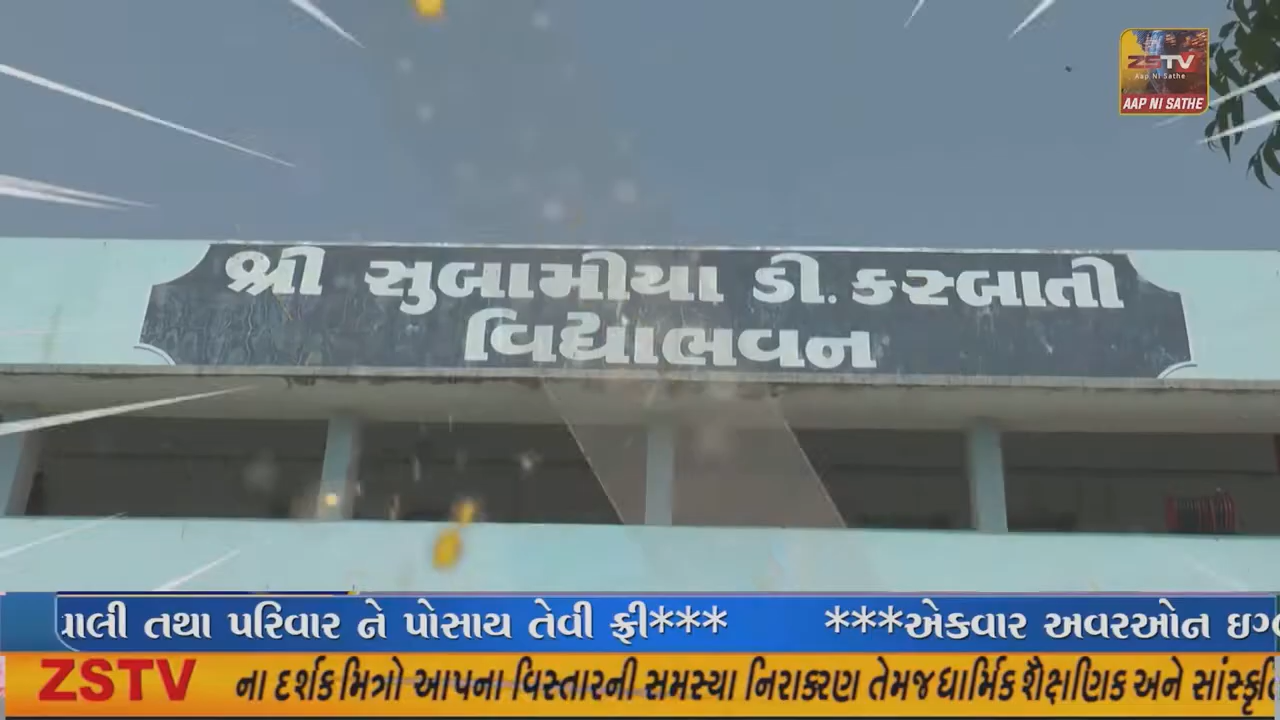 ZSTV
Aap Ni Sathe
AAP NI SATHE
શ્રી સુબામીયા ડી. કરબાતી
વિદ્યાભવન
તથા પરિવાર ને પોસાય તેવી ફ્રી*** ***એકવાર અવરઓન
ZSTV ના દર્શક મિત્રો આપના વિસ્તારની સમસ્યા નિરાકરણ તેમજ ધાર્મિક શૈક્ષણિક અને